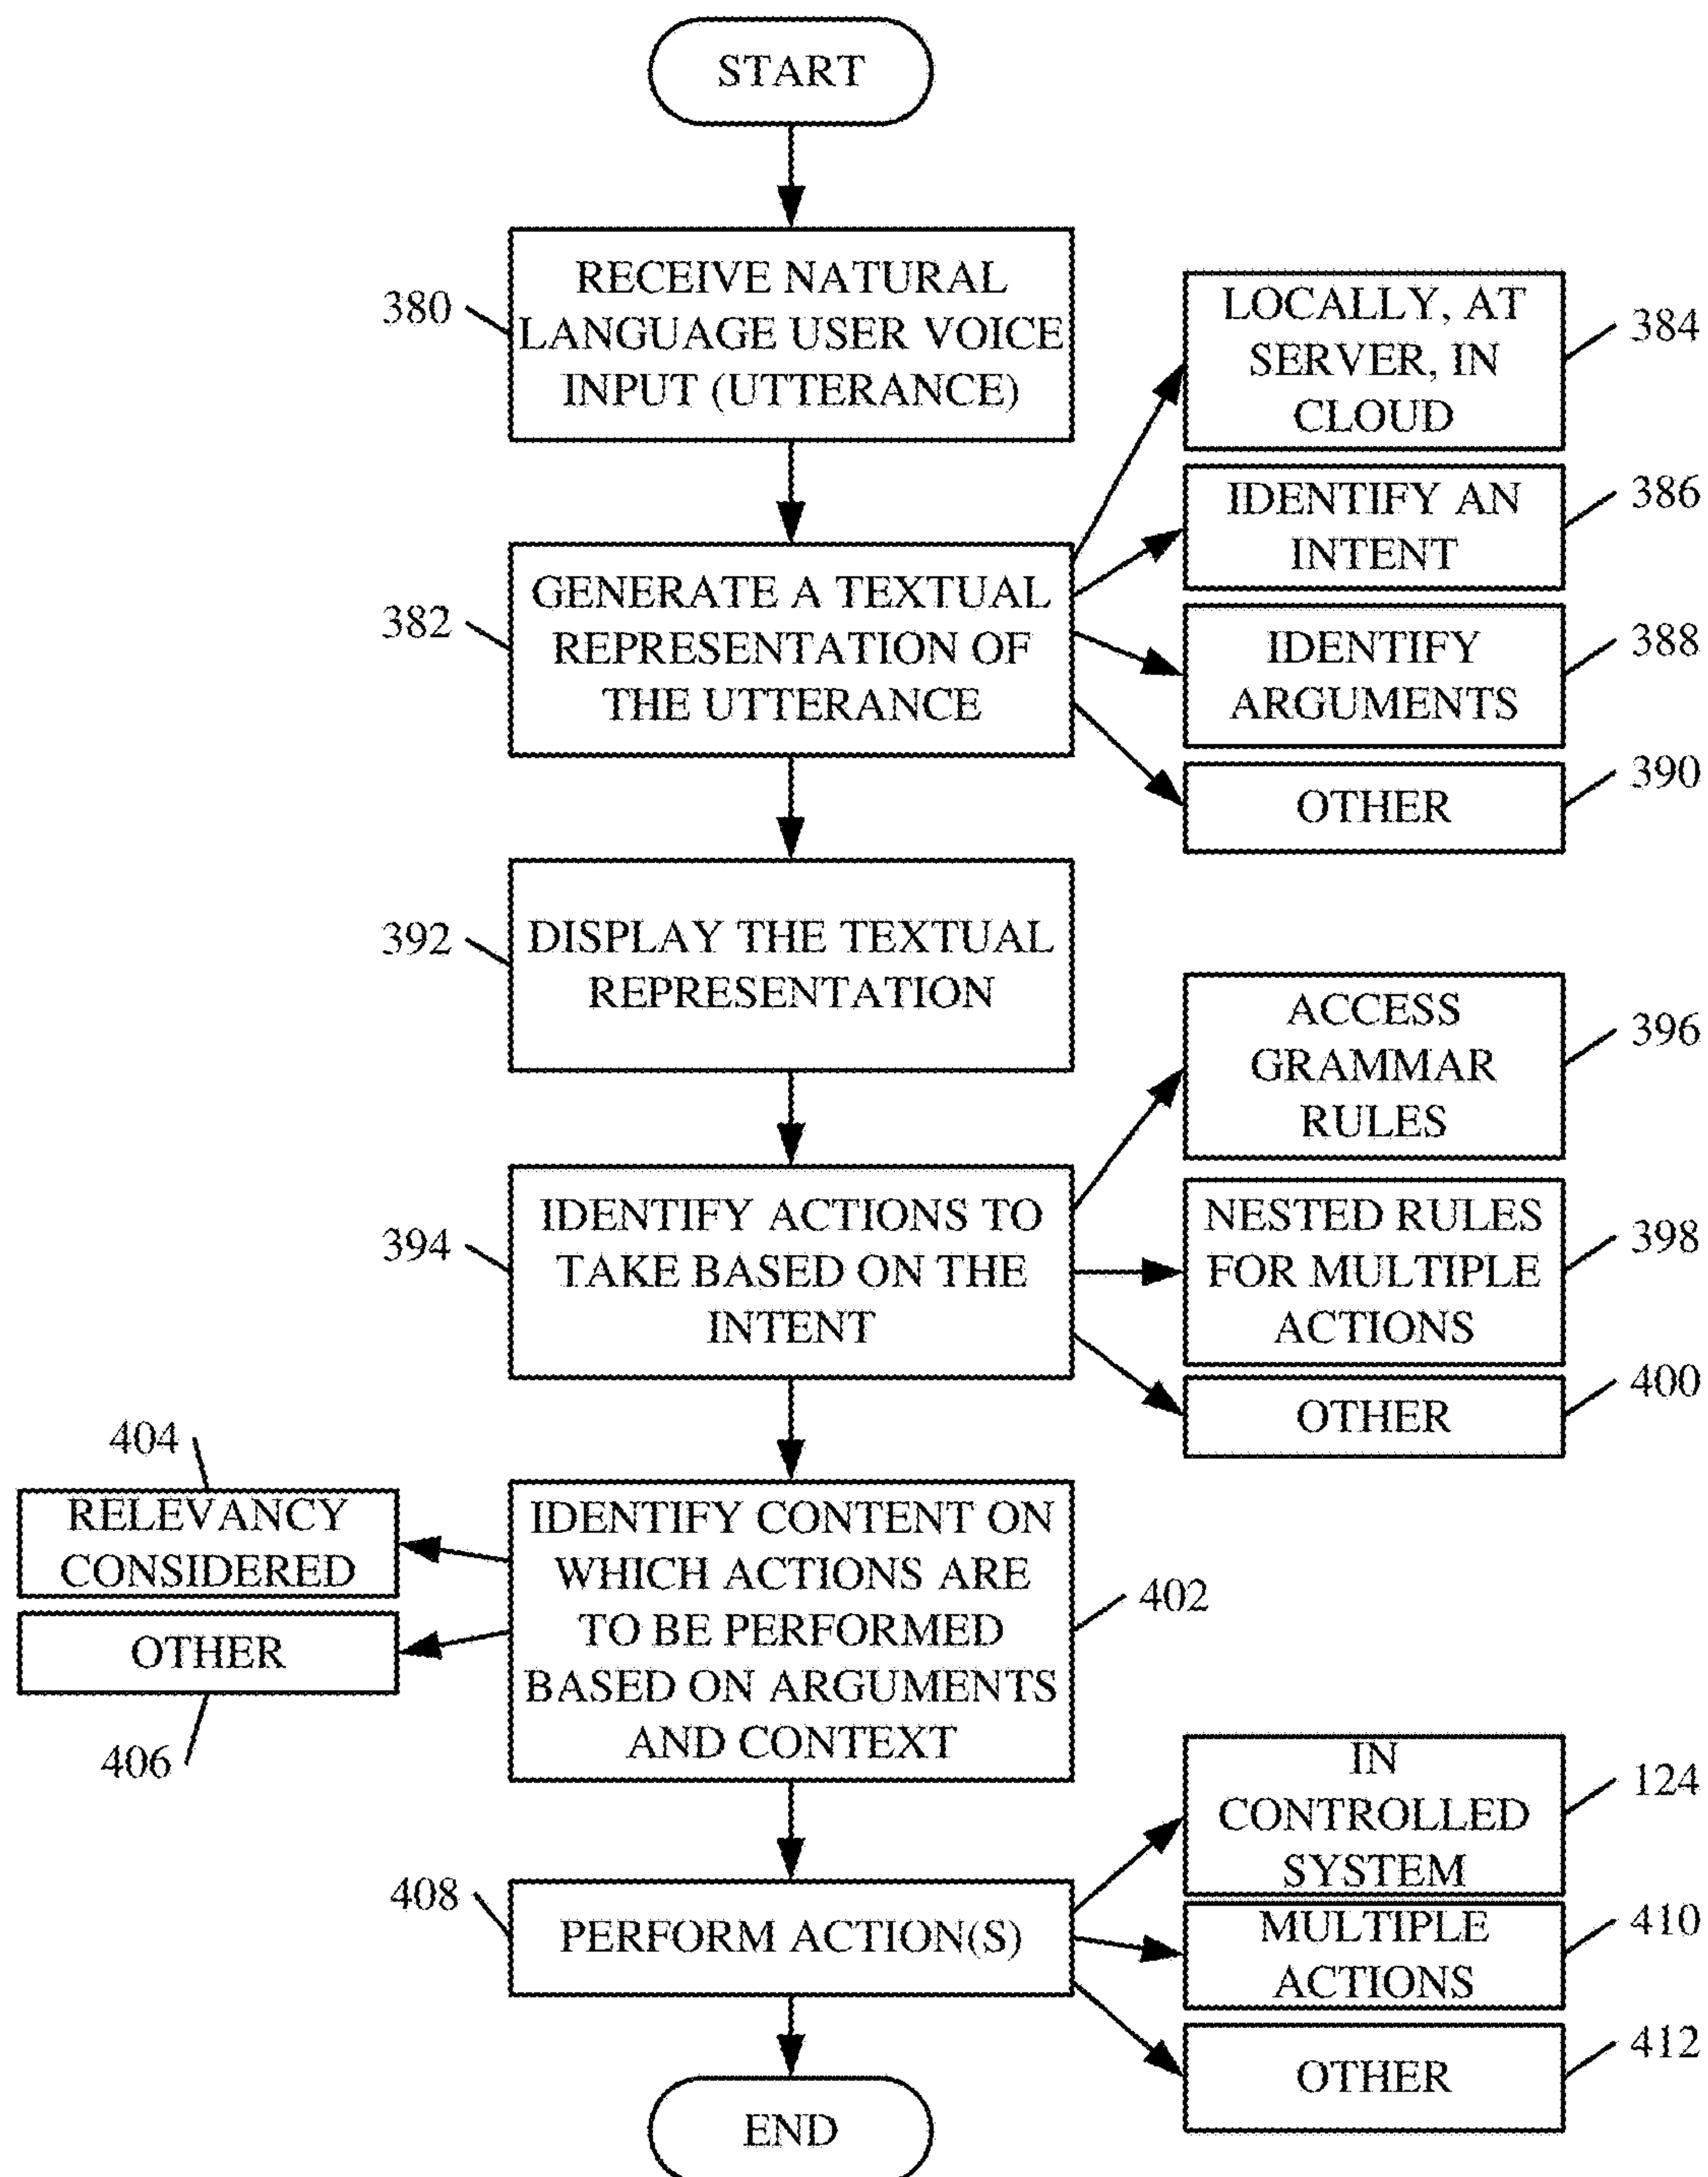 START
380
RECEIVE NATURAL
LANGUAGE USER VOICE
INPUT (UTTERANCE)
LOCALLY, AT
SERVER, IN
CLOUD
384
IDENTIFY AN
INTENT
386
382
GENERATE A TEXTUAL
REPRESENTATION OF
THE UTTERANCE
IDENTIFY
ARGUMENTS
388
OTHER
390
392
DISPLAY THE TEXTUAL
REPRESENTATION
ACCESS
GRAMMAR
RULES
396
394
IDENTIFY ACTIONS TO
TAKE BASED ON THE
INTENT
NESTED RULES
FOR MULTIPLE
ACTIONS
398
OTHER
400
404
RELEVANCY
CONSIDERED
OTHER
406
IDENTIFY CONTENT ON
WHICH ACTIONS ARE
TO BE PERFORMED
BASED ON ARGUMENTS
AND CONTEXT
402
IN
CONTROLLED
SYSTEM
124
408
PERFORM ACTION(S)
MULTIPLE
ACTIONS
410
OTHER
412
END